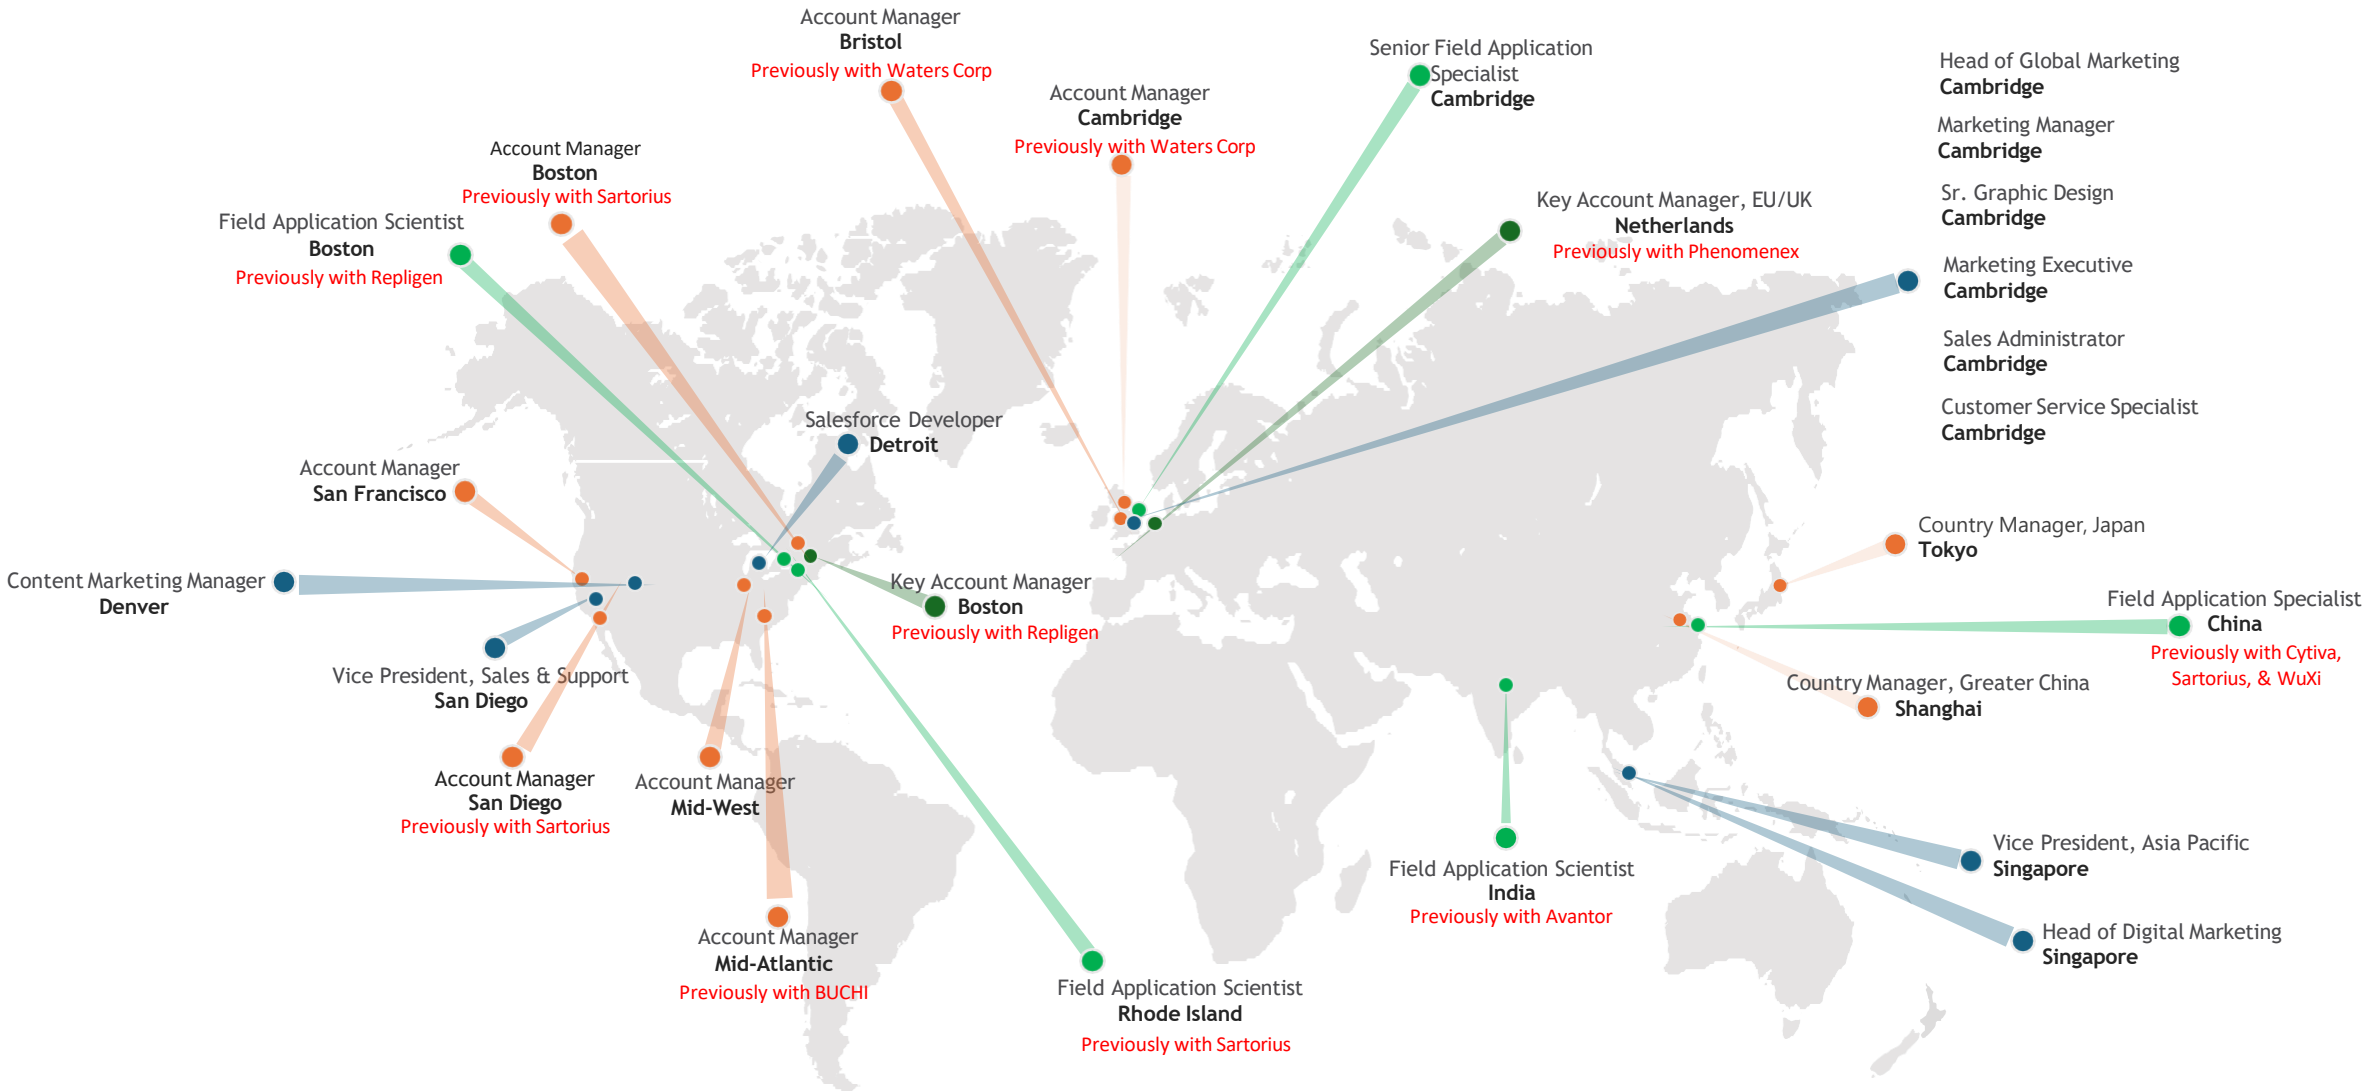 Account Manager
Bristol
Previously with Waters Corp
Account Manager
Cambridge
Previously with Waters Corp
Senior Field Application
Specialist
Cambridge
Head of Global Marketing
Cambridge
Marketing Manager
Cambridge
Sr. Graphic Design
Cambridge
Marketing Executive
Cambridge
Sales Administrator
Cambridge
Customer Service Specialist
Cambridge
Account Manager
Boston
Previously with Sartorius
Field Application Scientist
Boston
Previously with Repligen
Key Account Manager, EU/UK
Netherlands
Previously with Phenomenex
Salesforce Developer
Detroit
Account Manager
San Francisco
Content Marketing Manager
Denver
Vice President, Sales & Support
San Diego
Key Account Manager
Boston
Previously with Repligen
Country Manager, Japan
Tokyo
Field Application Specialist
China
Previously with Cytiva,
Sartorius, & WuXi
Country Manager, Greater China
Shanghai
Account Manager
San Diego
Previously with Sartorius
Account Manager
Mid-West
Account Manager
Mid-Atlantic
Previously with BUCHI
Field Application Scientist
Rhode Island
Previously with Sartorius
Field Application Scientist
India
Previously with Avantor
Vice President, Asia Pacific
Singapore
Head of Digital Marketing
Singapore